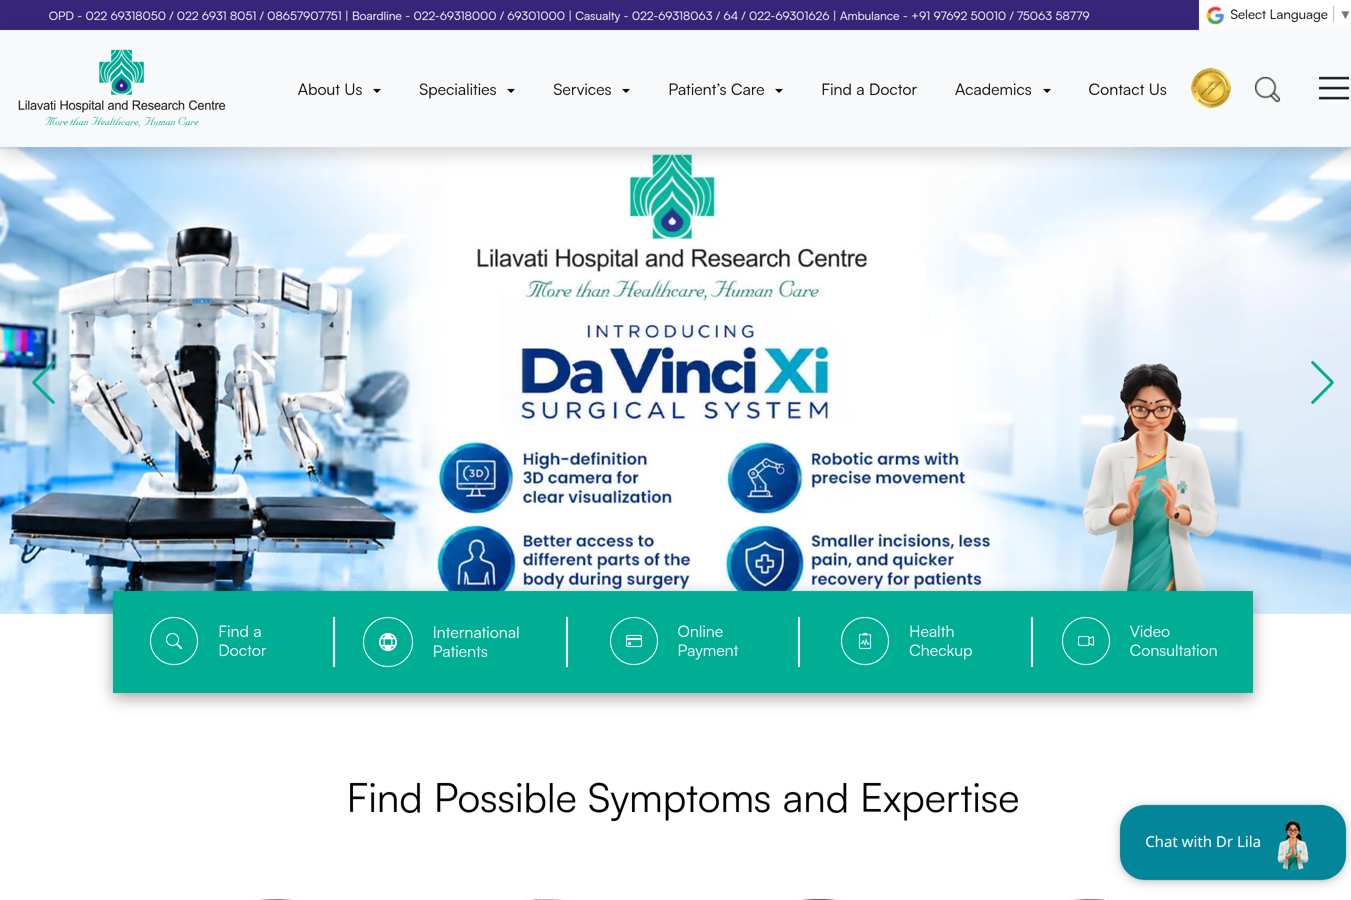 OPD - 022 69318050 / 022 6931 8051 / 08657907751 | Boardline - 022-69318000 / 69301000 | Casualty - 022-69318063 / 64 / 022-69301626 | Ambulance - +91 97692 50010 / 75063 58779
Select Language ▼
Lilavati Hospital and Research Centre
More than Healthcare, Human Care
About Us
Specialities
Services
Patient’s Care
Find a Doctor
Academics
Contact Us
Lilavati Hospital and Research Centre
More than Healthcare, Human Care
INTRODUCING
Da Vinci Xi
SURGICAL SYSTEM
1
2
3
4
(3D)
High-definition
3D camera for
clear visualization
Robotic arms with
precise movement
Better access to
different parts of the
body during surgery
Smaller incisions, less
pain, and quicker
recovery for patients
Find a
Doctor
International
Patients
Online
Payment
Health
Checkup
Video
Consultation
Find Possible Symptoms and Expertise
Chat with Dr Lila